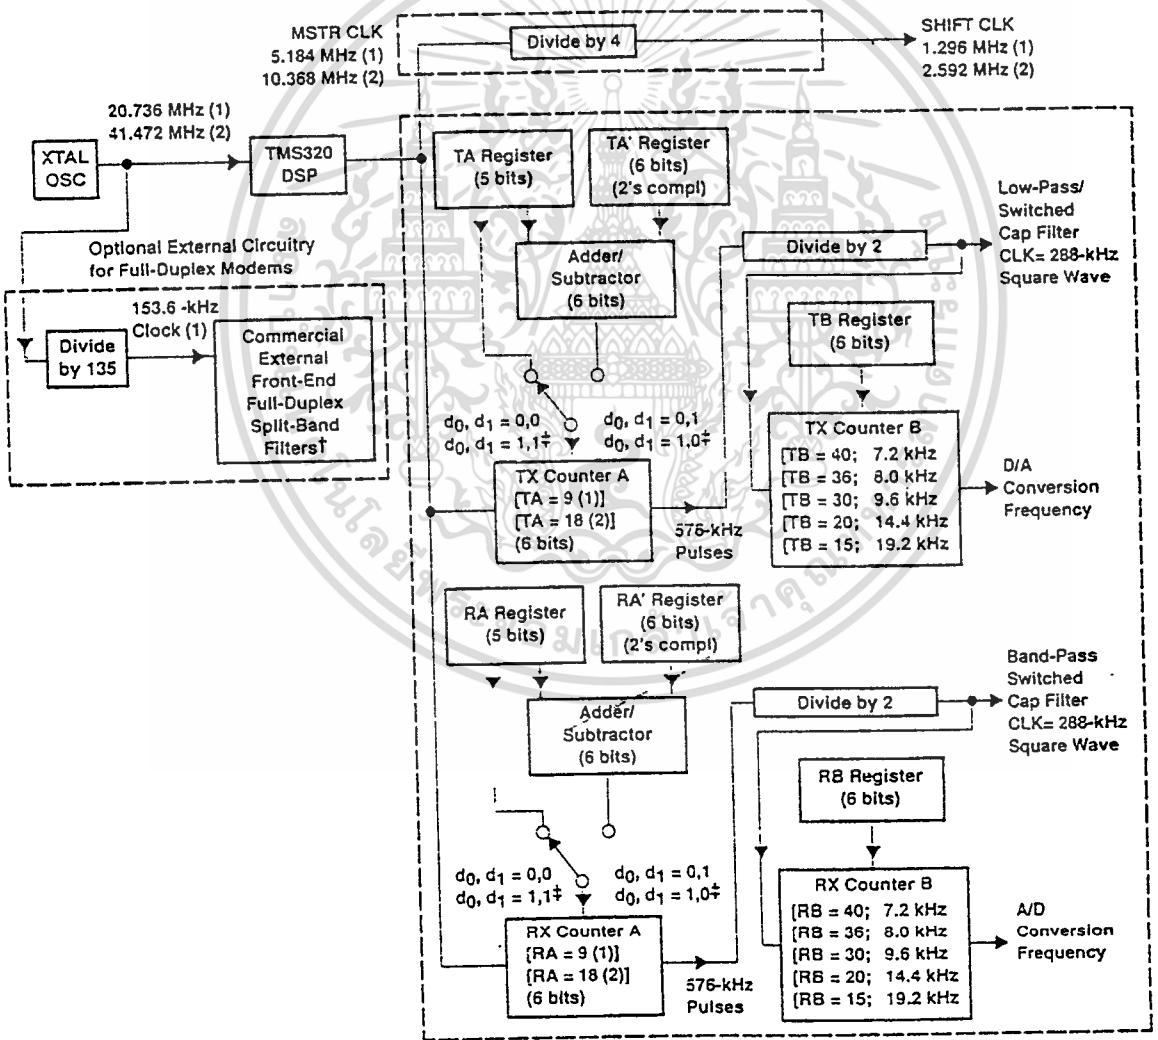 MSTR CLK
5.184 MHz (1)
10.368 MHz (2)
Divide by 4
SHIFT CLK
1.296 MHz (1)
2.592 MHz (2)
20.736 MHz (1)
41.472 MHz (2)
XTAL
OSC
TMS320
DSP
TA Register
(5 bits)
TA' Register
(6 bits)
(2's compl)
Adder/
Subtractor
(6 bits)
Divide by 2
Low-Pass/
Switched
Cap Filter
CLK= 288-kHz
Square Wave
Optional External Circuitry
for Full-Duplex Modems
153.6 -kHz
Clock (1)
Divide
by 135
Commercial
External
Front-End
Full-Duplex
Split-Band
Filters†
TB Register
(6 bits)
d0, d1 = 0,0
d0, d1 = 1,1‡
d0, d1 = 0,1
d0, d1 = 1,0‡
TX Counter A
[TA = 9 (1)]
[TA = 18 (2)]
(6 bits)
576-kHz
Pulses
TX Counter B
[TB = 40; 7.2 kHz
[TB = 36; 8.0 kHz
[TB = 30; 9.6 kHz
[TB = 20; 14.4 kHz
[TB = 15; 19.2 kHz
D/A
Conversion
Frequency
RA Register
(5 bits)
RA' Register
(6 bits)
(2's compl)
Adder/
Subtractor
(6 bits)
Divide by 2
Band-Pass
Switched
Cap Filter
CLK= 288-kHz
Square Wave
RB Register
(6 bits)
d0, d1 = 0,0
d0, d1 = 1,1‡
d0, d1 = 0,1
d0, d1 = 1,0‡
RX Counter A
[RA = 9 (1)]
[RA = 18 (2)]
(6 bits)
576-kHz
Pulses
RX Counter B
[RB = 40; 7.2 kHz
[RB = 36; 8.0 kHz
[RB = 30; 9.6 kHz
[RB = 20; 14.4 kHz
[RB = 15; 19.2 kHz
A/D
Conversion
Frequency